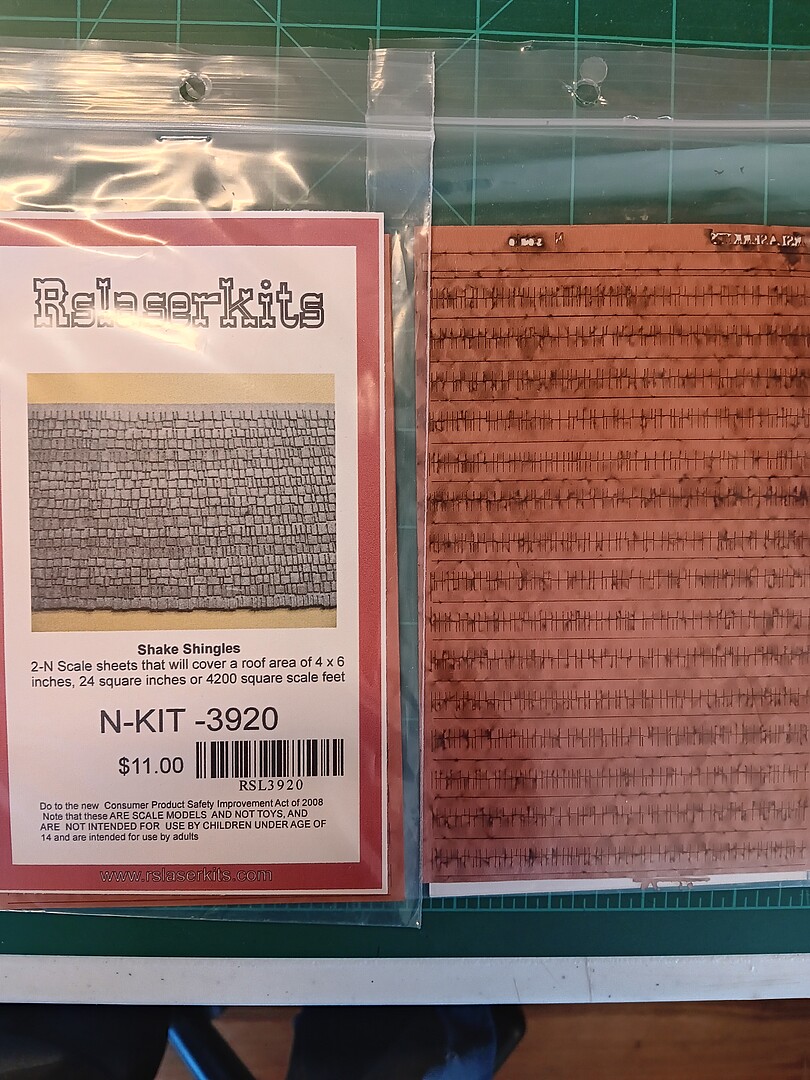 Rslaserkits
Shake Shingles
2-N Scale sheets that will cover a roof area of 4 x 6
inches, 24 square inches or 4200 square scale feet
N-KIT -3920
$11.00
RSL3920
Do to the new Consumer Product Safety Improvement Act of 2008
Note that these ARE SCALE MODELS AND NOT TOYS, AND
ARE NOT INTENDED FOR USE BY CHILDREN UNDER AGE OF
14 and are intended for use by adults
www.rslaserkits.com